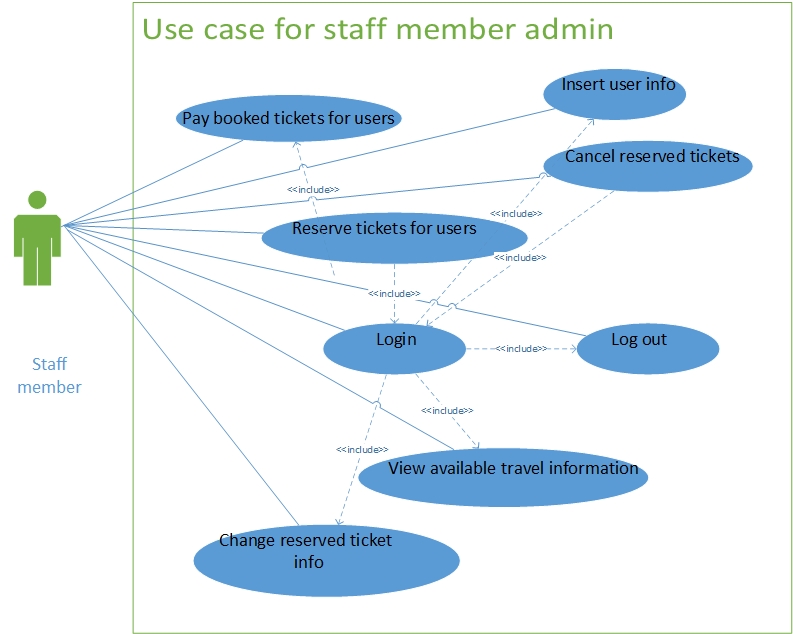 Use case for staff member admin
Insert user info
Pay booked tickets for users
Cancel reserved tickets
<<include>>
<<include>>
Reserve tickets for users
<<include>>
<<include>>
Login
Log out
<<include>>
Staff
member
<<include>>
<<include>>
View available travel information
Change reserved ticket
info